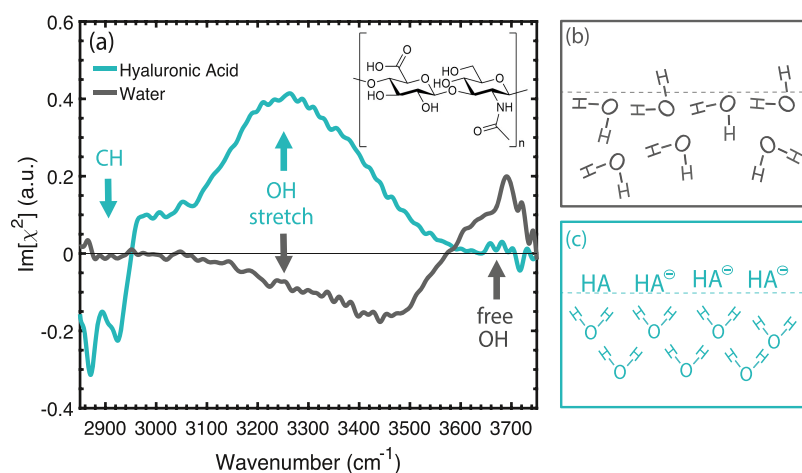 (a)
Hyaluronic Acid
Water
CH
OH
stretch
free
OH
0.6
0.4
0.2
0
-0.2
-0.4
Im[χ²] (a.u.)
2900 3000 3100 3200 3300 3400 3500 3600 3700
Wavenumber (cm⁻¹)
HO O HO
O O O O
HO OH HO NH
O
n
(b)
H H
H O H O H O H O
H H
H O H O O H
H H H
(c)
HA HA⊖ HA⊖ HA⊖
H H H H H H H H
O O O O
H H H H H H
O O O